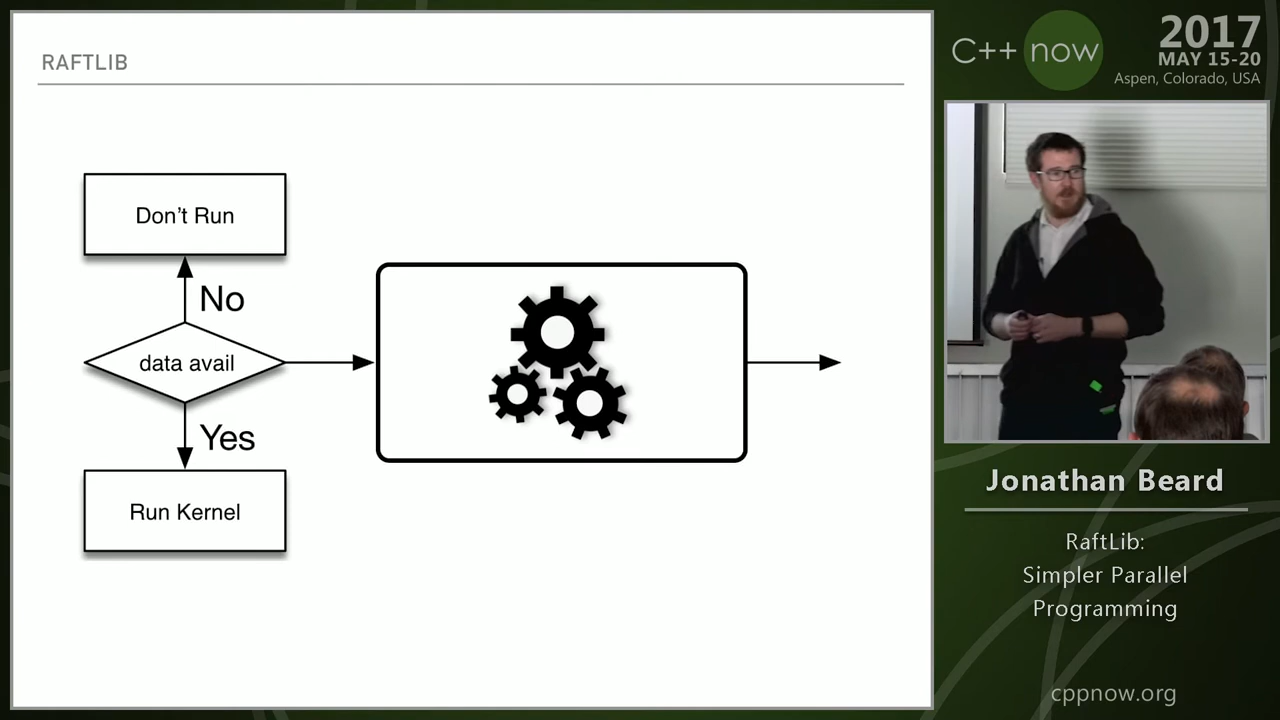 RAFTLIB
Don't Run
No
data avail
Yes
Run Kernel
C++ now
2017
MAY 15-20
Aspen, Colorado, USA
Jonathan Beard
RaftLib:
Simpler Parallel
Programming
cppnow.org